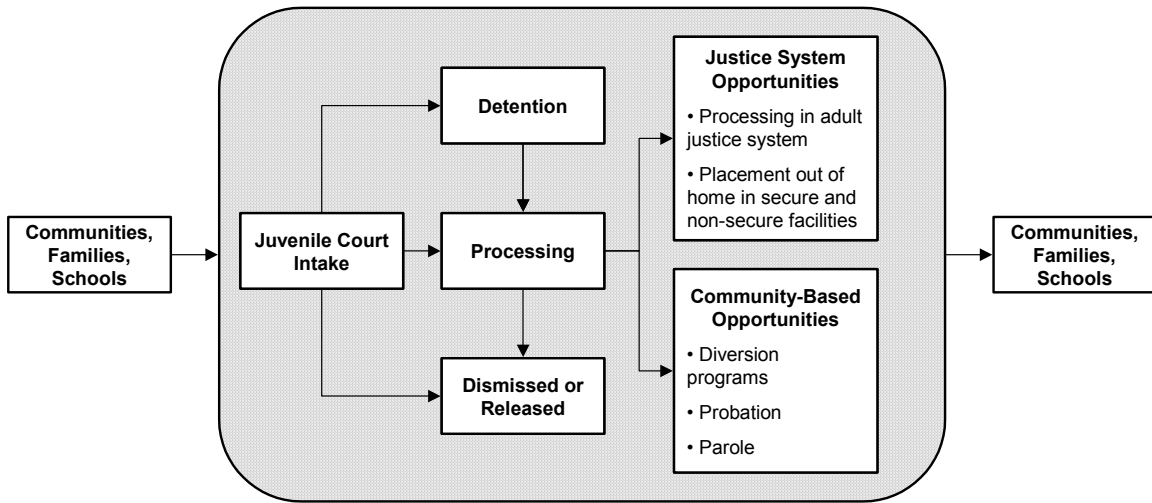 Communities,
Families,
Schools
Juvenile Court
Intake
Detention
Processing
Dismissed or
Released
Justice System
Opportunities
• Processing in adult
justice system
• Placement out of
home in secure and
non-secure facilities
Community-Based
Opportunities
• Diversion
programs
• Probation
• Parole
Communities,
Families,
Schools